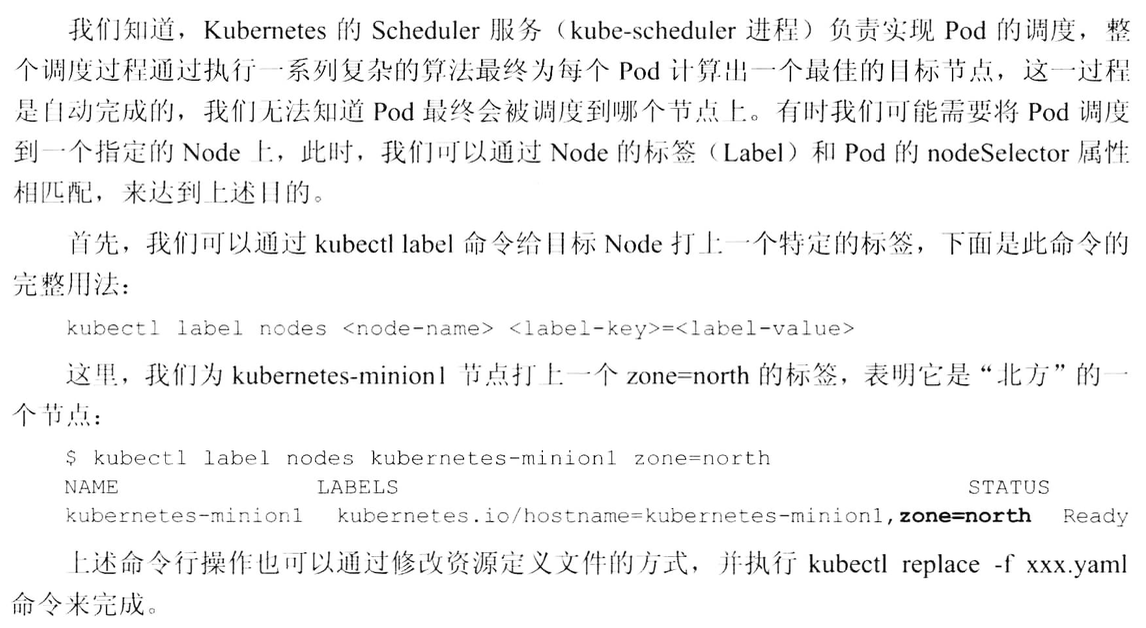 我们知道，Kubernetes 的 Scheduler 服务（kube-scheduler 进程）负责实现 Pod 的调度，整
个调度过程通过执行一系列复杂的算法最终为每个 Pod 计算出一个最佳的目标节点，这一过程
是自动完成的，我们无法知道 Pod 最终会被调度到哪个节点上。有时我们可能需要将 Pod 调度
到一个指定的 Node 上，此时，我们可以通过 Node 的标签（Label）和 Pod 的 nodeSelector 属性
相匹配，来达到上述目的。
首先，我们可以通过 kubectl label 命令给目标 Node 打上一个特定的标签，下面是此命令的
完整用法：
kubectl label nodes <node-name> <label-key>=<label-value>
这里，我们为 kubernetes-minion1 节点打上一个 zone=north 的标签，表明它是“北方”的一
个节点：
$ kubectl label nodes kubernetes-minion1 zone=north
NAME LABELS STATUS
kubernetes-minion1 kubernetes.io/hostname=kubernetes-minion1,zone=north Ready
上述命令行操作也可以通过修改资源定义文件的方式，并执行 kubectl replace -f xxx.yaml
命令来完成。